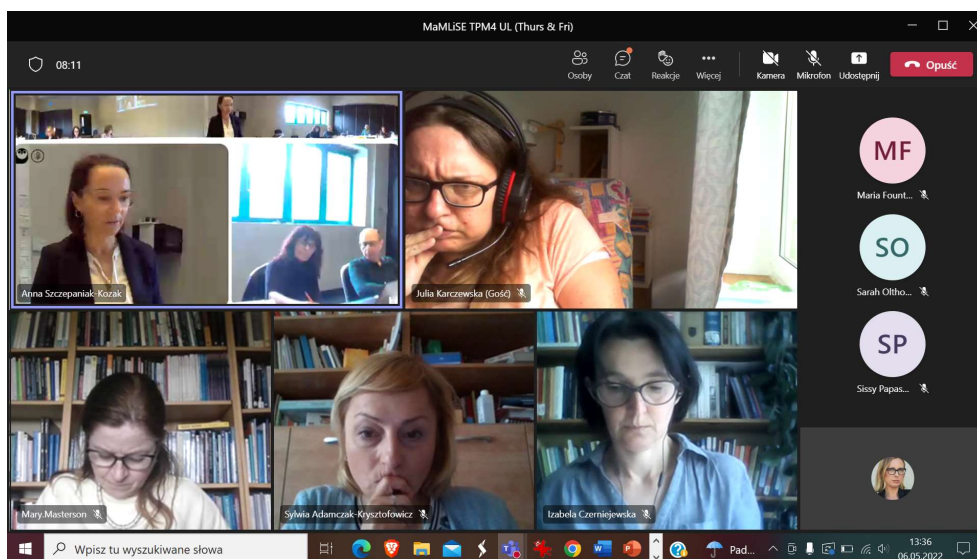 MaMLiSE TPM4 UL (Thurs & Fri)
08:11
Osoby
Czat
Reakcje
Więcej
Kamera
Mikrofon
Udostępnij
Opuść
Anna Szczepaniak-Kozak
Julia Karczewska (Gość)
MF
Maria Fount...
SO
Sarah Oltho...
SP
Sissy Papas...
Mary.Masterson
Sylwia Adamczak-Krysztofowicz
Izabela Czerniejewska
Wpisz tu wyszukiwane słowa
Pad...
13:36
06.05.2022